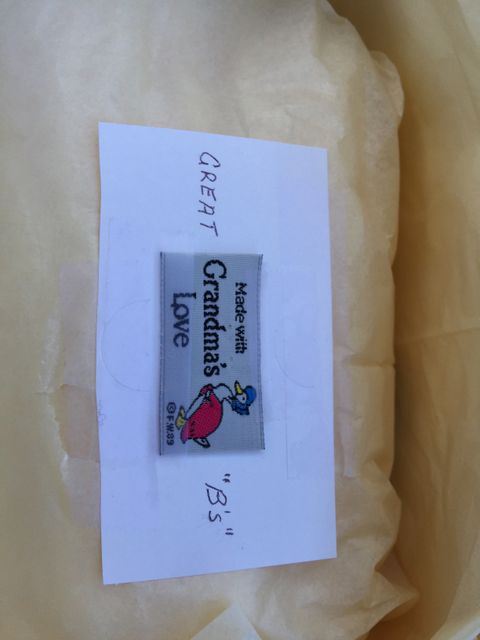 GREAT
Made with
Grandma's
Love
©F.W.89
"B's"